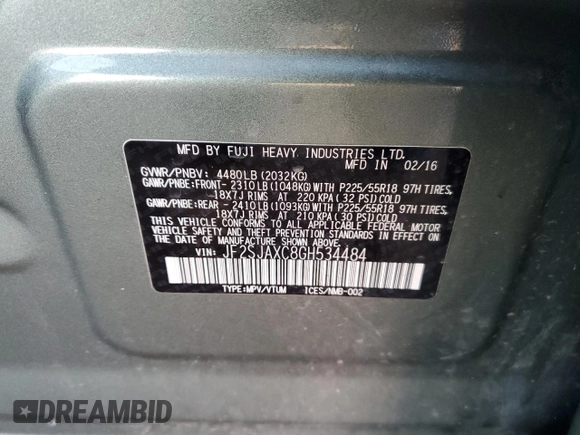 MFD BY FUJI HEAVY INDUSTRIES LTD.
MFD IN 02/16
GVWR/PNBV: 4480LB (2032KG)
GAWR/PNBE: FRONT- 2310LB (1048KG) WITH P225/55R18 97H TIRES,
18X7J RIMS AT 220 KPA (32 PSI) COLD
GAWR/PNBE: REAR - 2410LB (1093KG) WITH P225/55R18 97H TIRES,
18X7J RIMS AT 210 KPA (30 PSI) COLD
THIS VEHICLE CONFORMS TO ALL APPLICABLE FEDERAL MOTOR
VEHICLE SAFETY AND THEFT PREVENTION STANDARDS IN
EFFECT ON THE DATE OF MANUFACTURE SHOWN ABOVE.
VIN: JF2SJAXC8GH534484
TYPE:MPV/VTUM ICES/NMB-002
DREAMBID